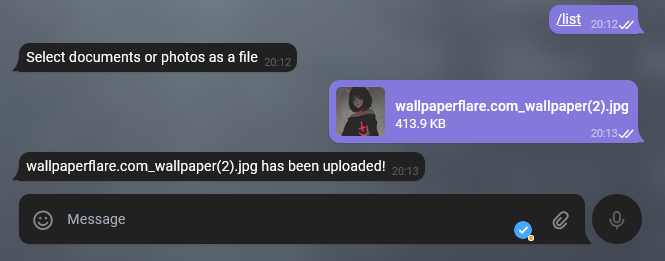 /list
20:12
Select documents or photos as a file 20:12
wallpaperflare.com_wallpaper(2).jpg
413.9 KB
20:13
wallpaperflare.com_wallpaper(2).jpg has been uploaded! 20:13
Message